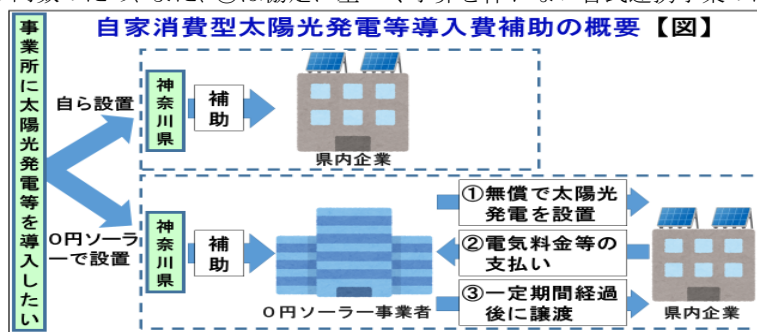 自家消費型太陽光発電等導入費補助の概要【図】
事業所に太陽光発電等を導入したい
自ら設置
神奈川県
補助
県内企業
0円ソーラーで設置
神奈川県
補助
0円ソーラー事業者
①無償で太陽光
発電を設置
②電気料金等の
支払い
③一定期間経過
後に譲渡
県内企業